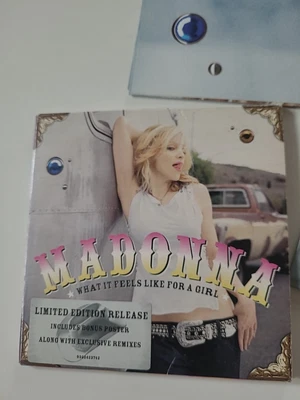 MADONNA
WHAT IT FEELS LIKE FOR A GIRL
LIMITED EDITION RELEASE
INCLUDES BONUS POSTER
ALONG WITH EXCLUSIVE REMIXES